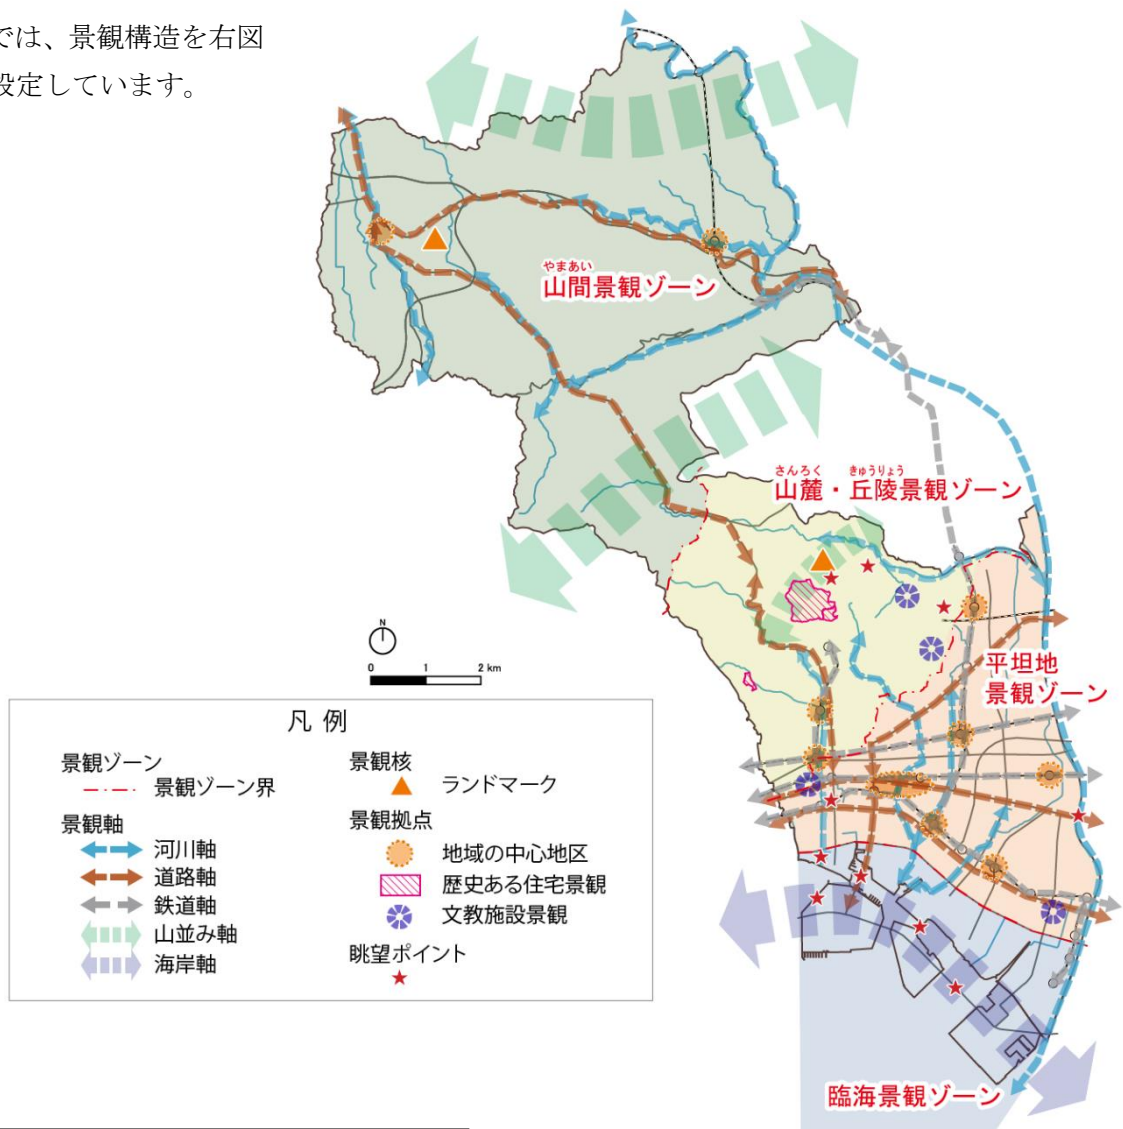 では、景観構造を右図
設定しています。
やまあい
山間景観ゾーン
さんろく きゅうりょう
山麓・丘陵景観ゾーン
平坦地
景観ゾーン
臨海景観ゾーン
N
0 1 2 km
凡 例
景観ゾーン
景観ゾーン界
景観軸
河川軸
道路軸
鉄道軸
山並み軸
海岸軸
景観核
ランドマーク
景観拠点
地域の中心地区
歴史ある住宅景観
文教施設景観
眺望ポイント